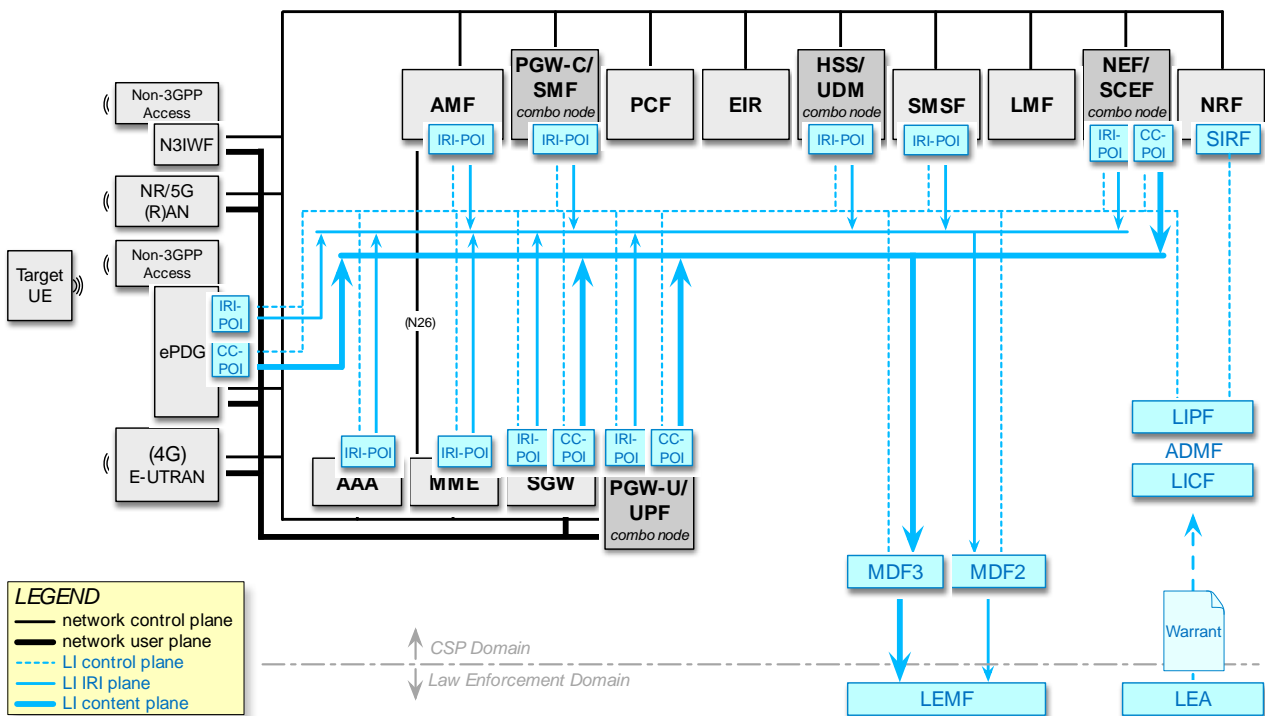 Non-3GPP
Access
N3IWF
NR/5G
(R)AN
Non-3GPP
Access
Target
UE
ePDG
IRI-
POI
CC-
POI
(4G)
E-UTRAN
AMF
IRI-POI
PGW-C/
SMF
combo node
IRI-POI
PCF
EIR
HSS/
UDM
combo node
IRI-POI
SMSF
IRI-POI
LMF
NEF/
SCEF
combo node
IRI-
POI
CC-
POI
NRF
SIRF
(N26)
IRI-POI
AAA
IRI-POI
MME
IRI-
POI
CC-
POI
SGW
IRI-
POI
CC-
POI
PGW-U/
UPF
combo node
LIPF
ADMF
LICF
MDF3
MDF2
Warrant
LEMF
LEA
CSP Domain
Law Enforcement Domain
LEGEND
network control plane
network user plane
LI control plane
LI IRI plane
LI content plane